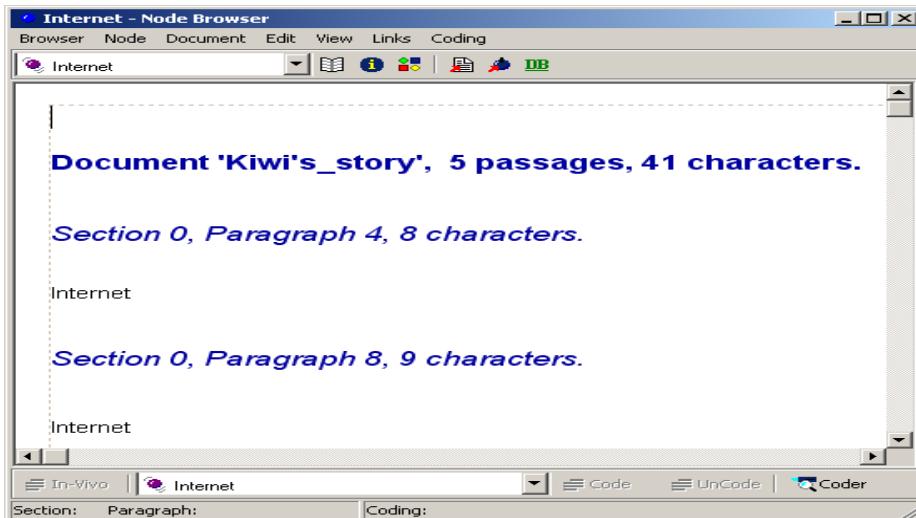 Internet - Node Browser
Browser Node Document Edit View Links Coding
Internet DB
Document 'Kiwi's_story', 5 passages, 41 characters.
Section 0, Paragraph 4, 8 characters.
Internet
Section 0, Paragraph 8, 9 characters.
Internet
In-Vivo Internet Code UnCode Coder
Section: Paragraph: Coding: